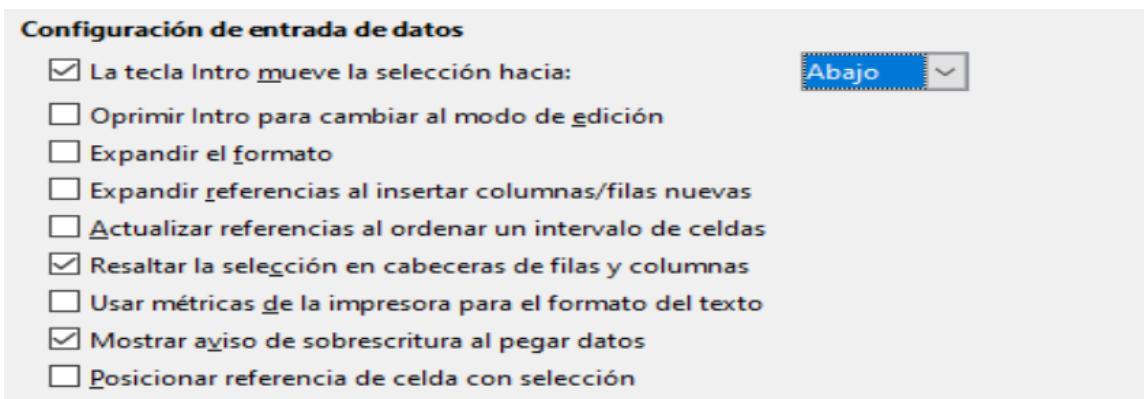 Configuración de entrada de datos
La tecla Intro mueve la selección hacia: Abajo
Oprimir Intro para cambiar al modo de edición
Expandir el formato
Expandir referencias al insertar columnas/filas nuevas
Actualizar referencias al ordenar un intervalo de celdas
Resaltar la selección en cabeceras de filas y columnas
Usar métricas de la impresora para el formato del texto
Mostrar aviso de sobrescritura al pegar datos
Posicionar referencia de celda con selección